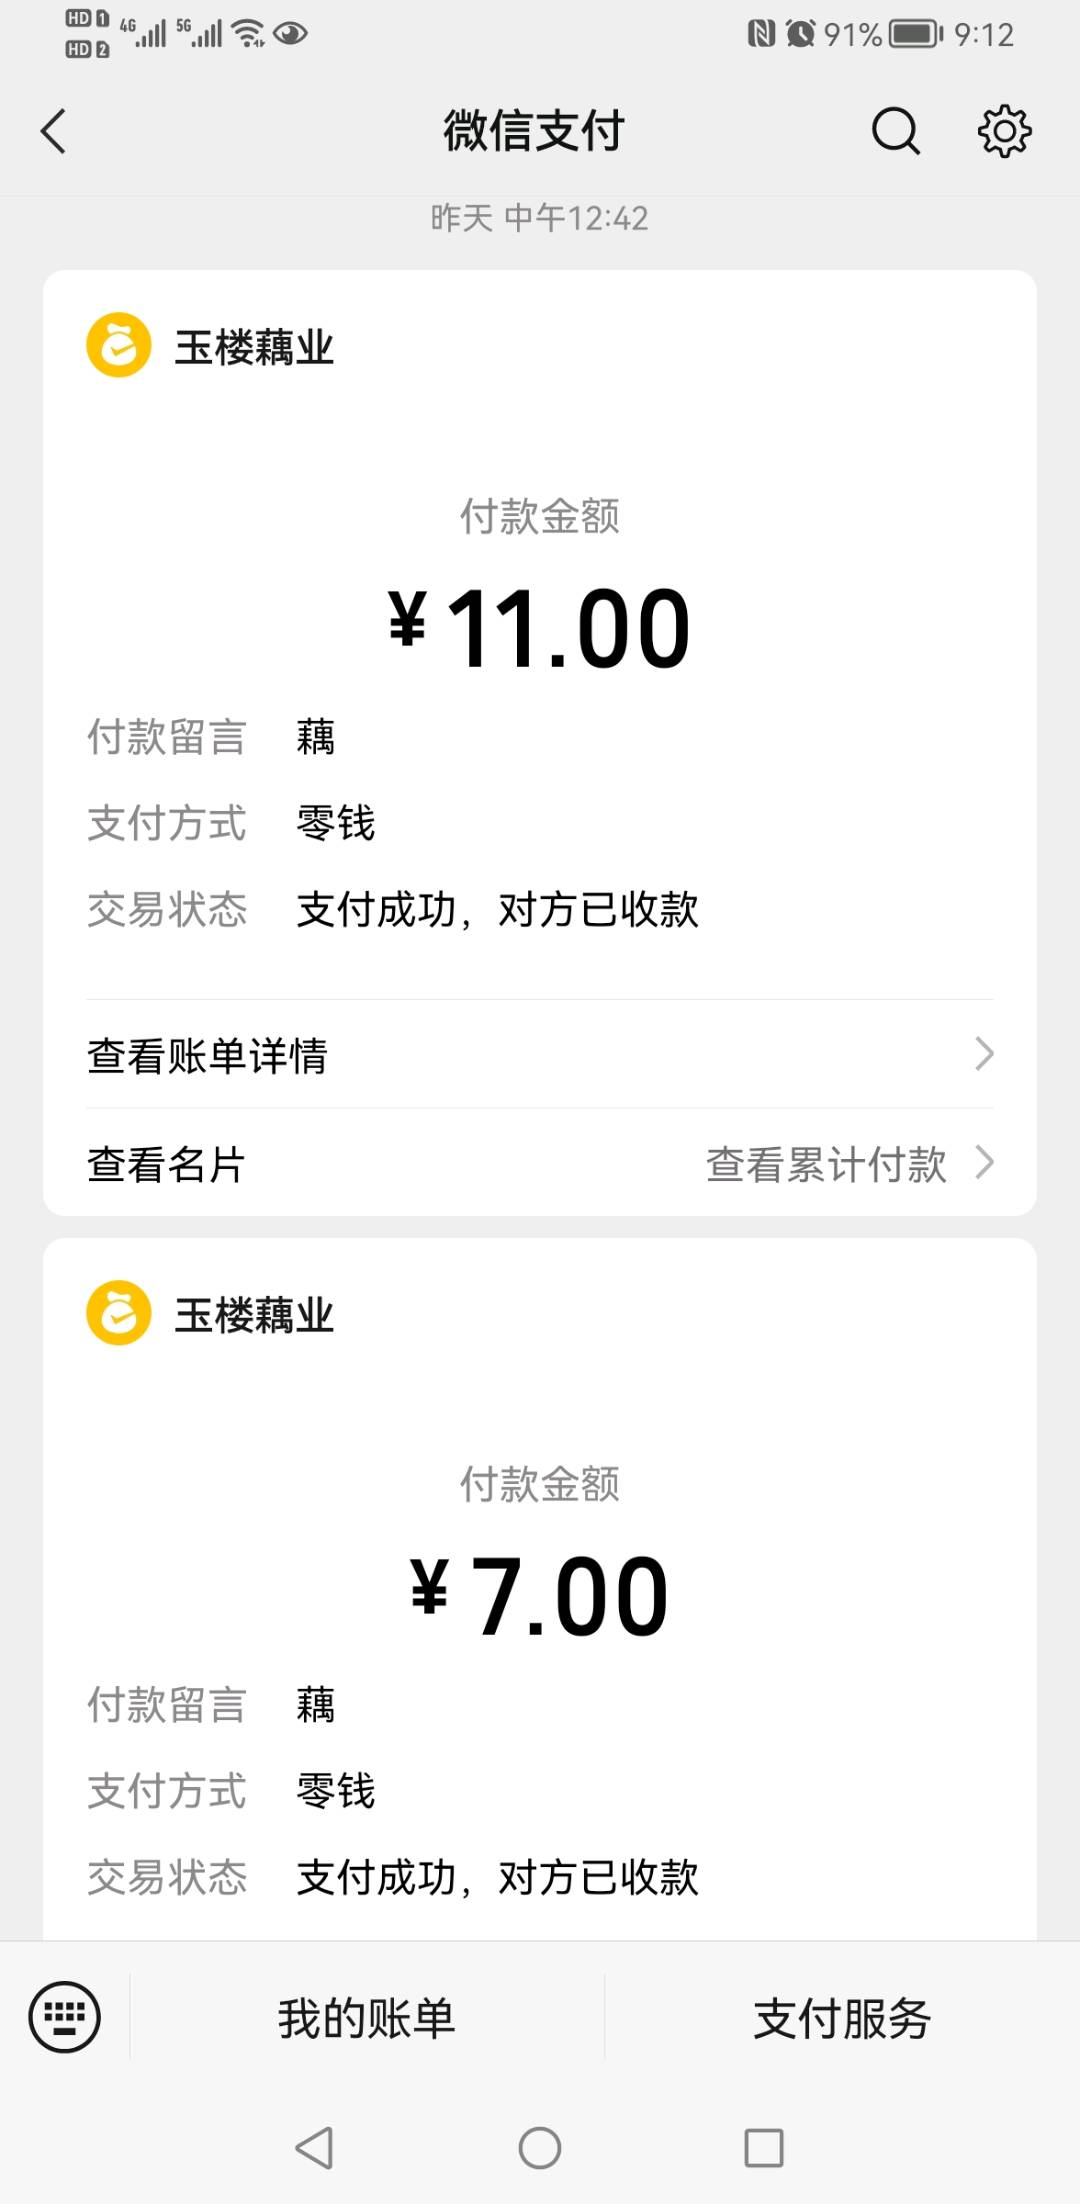 HD 1 4G 5G 91% 9:12
HD 2
微信支付
昨天 中午12:42
玉楼藕业
付款金额
¥11.00
付款留言 藕
支付方式 零钱
交易状态 支付成功，对方已收款
查看账单详情
查看名片 查看累计付款
玉楼藕业
付款金额
¥7.00
付款留言 藕
支付方式 零钱
交易状态 支付成功，对方已收款
我的账单 支付服务